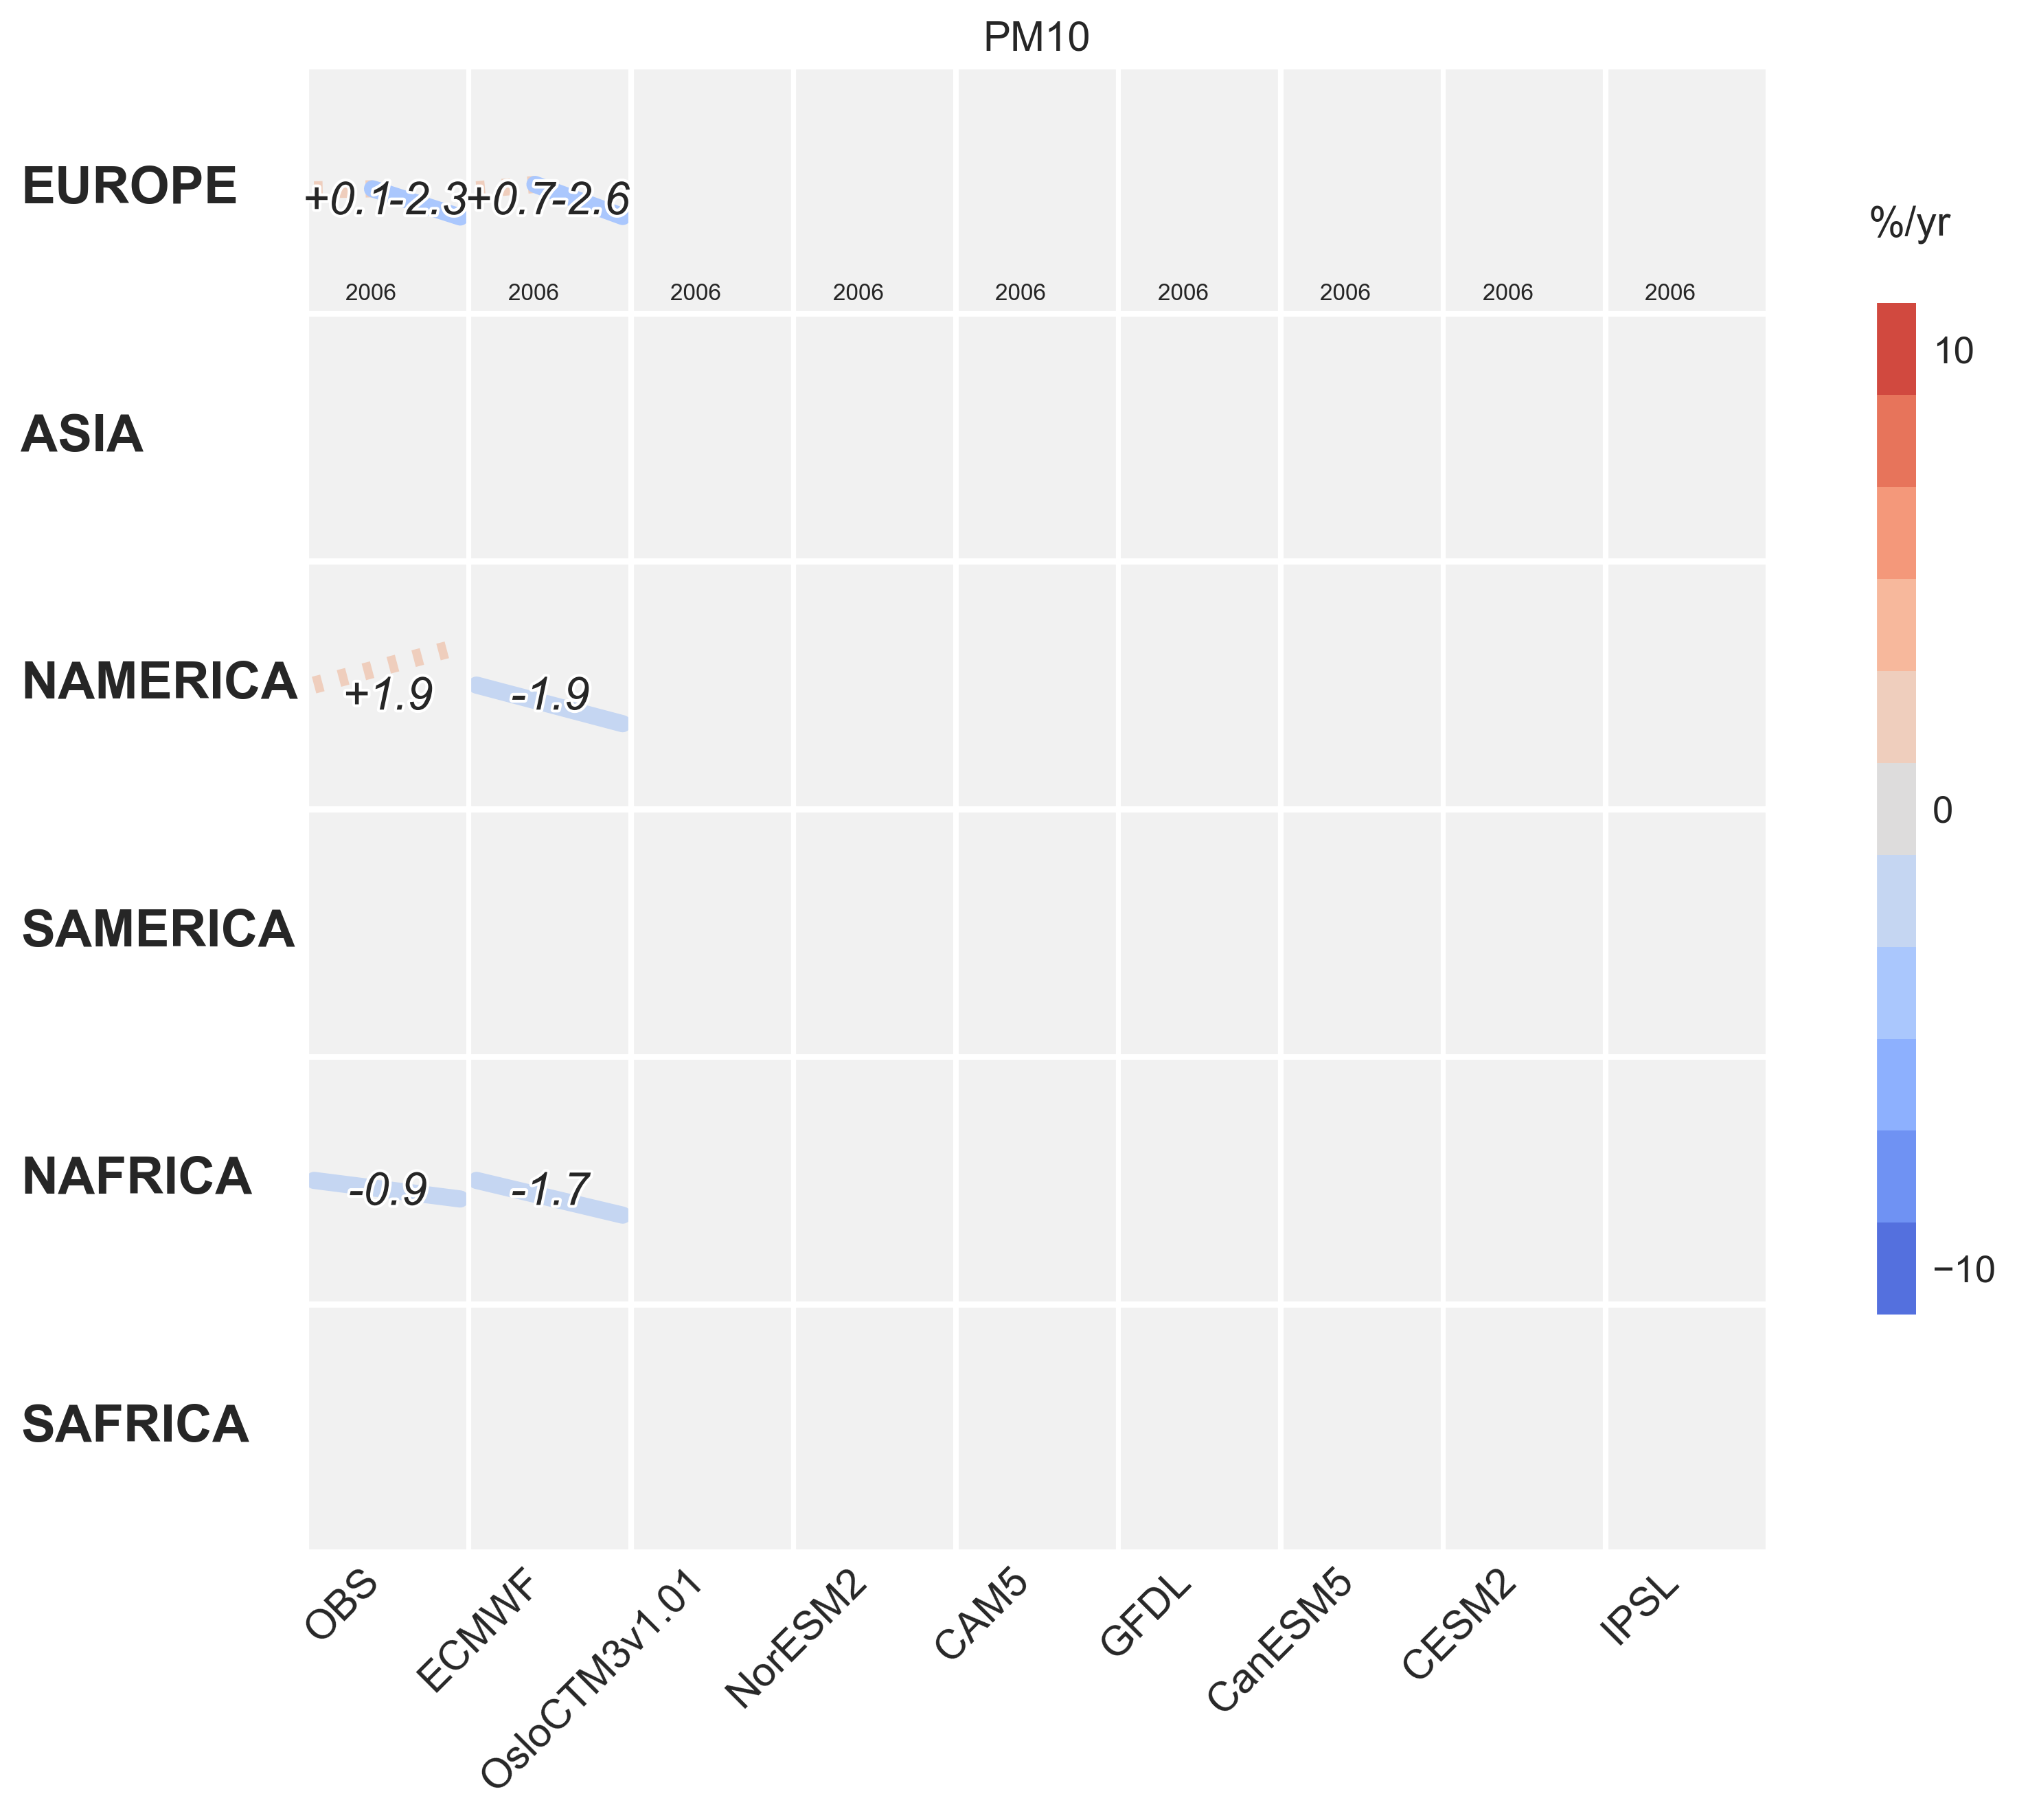 PM10
EUROPE
+0.1 -2.3 +0.7 -2.6
2006 2006 2006 2006 2006 2006 2006 2006 2006
ASIA
NAMERICA
+1.9 -1.9
SAMERICA
NAFRICA
-0.9 -1.7
SAFRICA
OBS
ECMWF
OsloCTM3v1.01
NorESM2
CAM5
GFDL
CanESM5
CESM2
IPSL
%/yr
10
0
−10